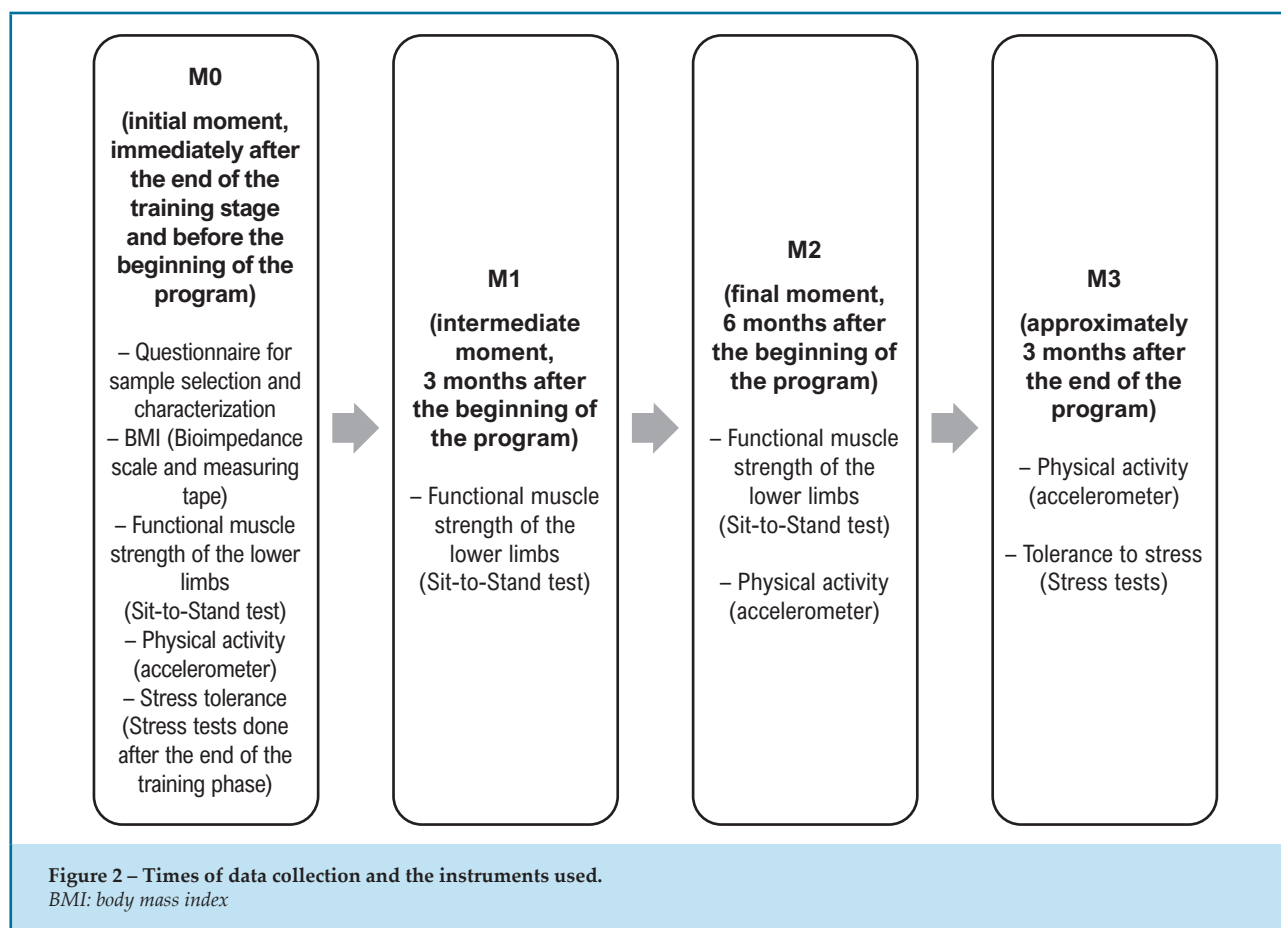 M0
(initial moment,
immediately after
the end of the
training stage
and before the
beginning of the
program)
– Questionnaire for
sample selection and
characterization
– BMI (Bioimpedance
scale and measuring
tape)
– Functional muscle
strength of the lower
limbs
(Sit-to-Stand test)
– Physical activity
(accelerometer)
– Stress tolerance
(Stress tests done
after the end of the
training phase)
M1
(intermediate
moment,
3 months after
the beginning of
the program)
– Functional muscle
strength of the
lower limbs
(Sit-to-Stand test)
M2
(final moment,
6 months after
the beginning of
the program)
– Functional muscle
strength of the
lower limbs
(Sit-to-Stand test)
– Physical activity
(accelerometer)
M3
(approximately
3 months after
the end of the
program)
– Physical activity
(accelerometer)
– Tolerance to stress
(Stress tests)
Figure 2 – Times of data collection and the instruments used.
BMI: body mass index